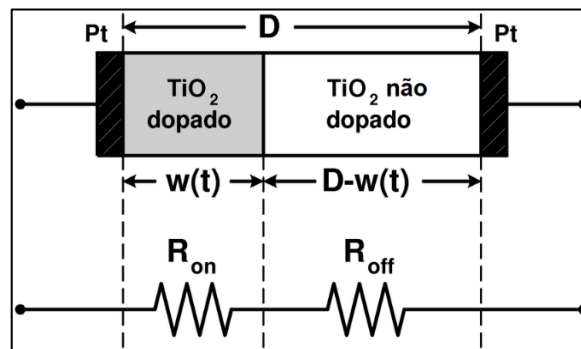 Pt
D
Pt
TiO2
dopado
TiO2 não
dopado
w(t)
D-w(t)
Ron
Roff